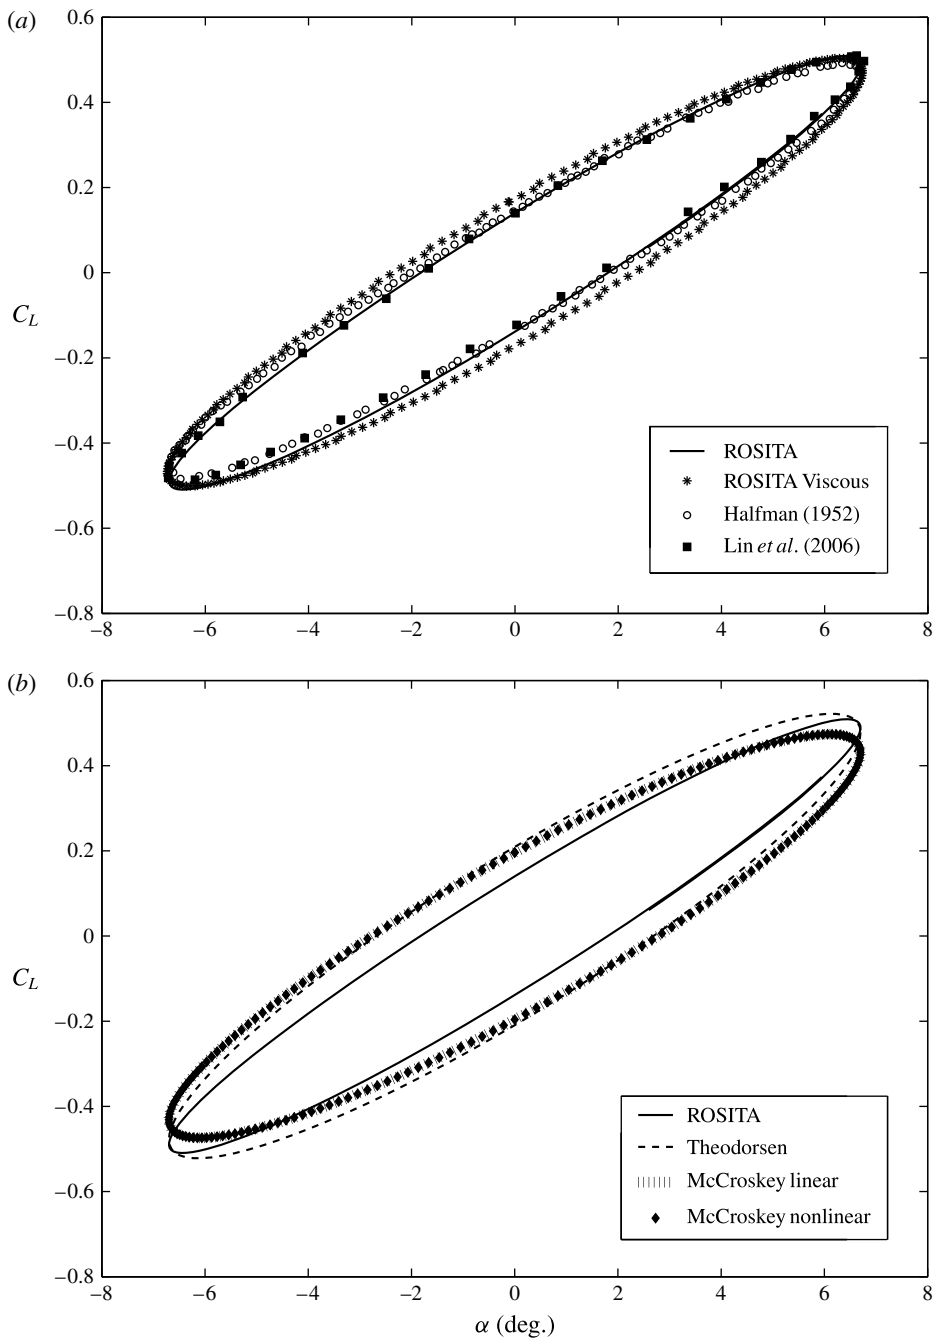 (a)
0.6
0.4
0.2
0
C_L
−0.2
−0.4
−0.6
−0.8
ROSITA
ROSITA Viscous
Halfman (1952)
Lin et al. (2006)
−8 −6 −4 −2 0 2 4 6 8
(b)
0.6
0.4
0.2
0
C_L
−0.2
−0.4
−0.6
−0.8
ROSITA
Theodorsen
McCroskey linear
McCroskey nonlinear
−8 −6 −4 −2 0 2 4 6 8
α (deg.)